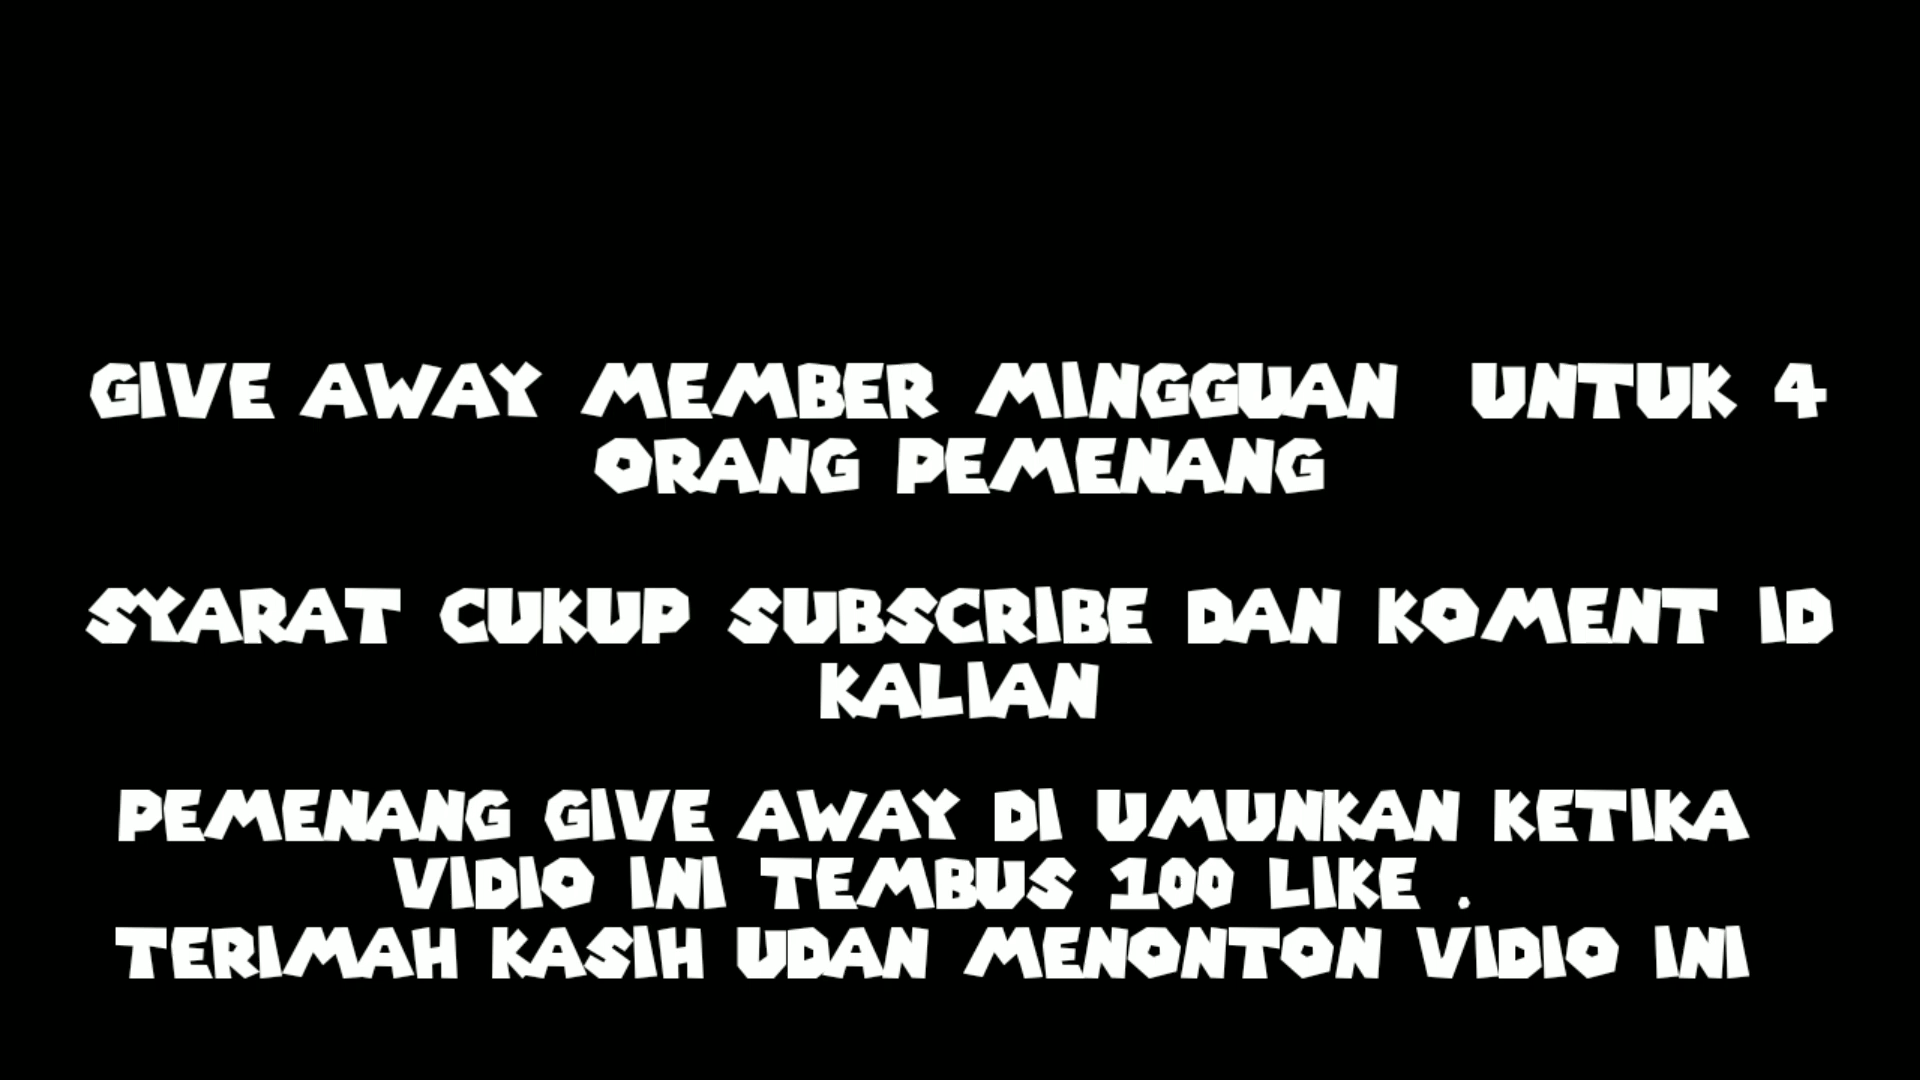 GIVE AWAY MEMBER MINGGUAN UNTUK 4
ORANG PEMENANG
SYARAT CUKUP SUBSCRIBE DAN KOMENT ID
KALIAN
PEMENANG GIVE AWAY DI UMUNKAN KETIKA
VIDIO INI TEMBUS 100 LIKE .
TERIMAH KASIH UDAN MENONTON VIDIO INI